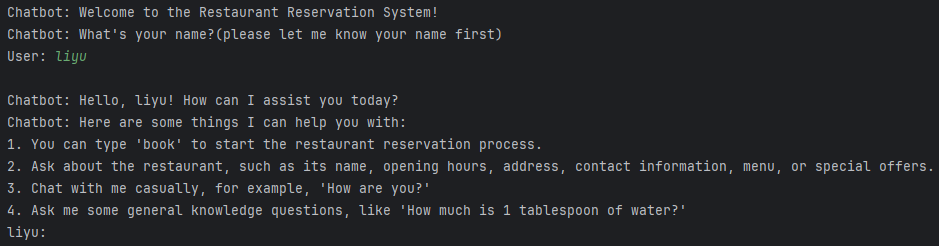 Chatbot: Welcome to the Restaurant Reservation System!
Chatbot: What's your name?(please let me know your name first)
User: liyu
Chatbot: Hello, liyu! How can I assist you today?
Chatbot: Here are some things I can help you with:
1. You can type 'book' to start the restaurant reservation process.
2. Ask about the restaurant, such as its name, opening hours, address, contact information, menu, or special offers.
3. Chat with me casually, for example, 'How are you?'
4. Ask me some general knowledge questions, like 'How much is 1 tablespoon of water?'
liyu: